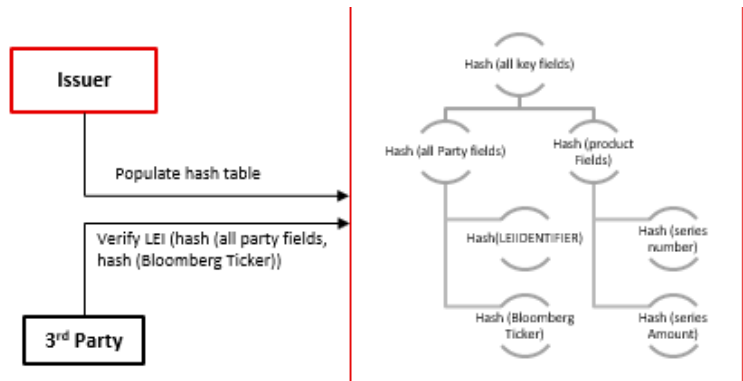 Issuer
Populate hash table
Verify LEI (hash (all party fields,
hash (Bloomberg Ticker))
3rd Party
Hash (all key fields)
Hash (all Party fields)
Hash (product
Fields)
Hash(LEIIDENTIFIER)
Hash (series
number)
Hash (Bloomberg
Ticker)
Hash (series
Amount)